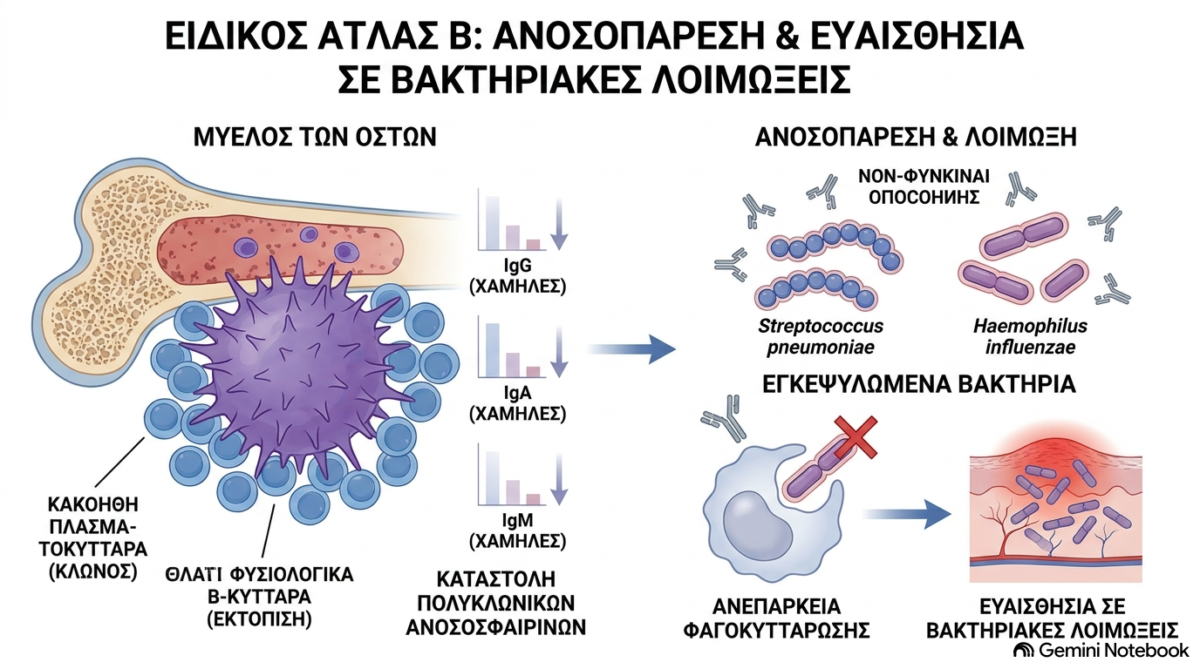 ΕΙΔΙΚΟΣ ΑΤΛΑΣ Β: ΑΝΟΣΟΠΑΡΕΣΗ & ΕΥΑΙΣΘΗΣΙΑ
ΣΕ ΒΑΚΤΗΡΙΑΚΕΣ ΛΟΙΜΩΞΕΙΣ
ΜΥΕΛΟΣ ΤΩΝ ΟΣΤΩΝ
IgG
(ΧΑΜΗΛΕΣ)
IgA
(ΧΑΜΗΛΕΣ)
IgM
(ΧΑΜΗΛΕΣ)
ΚΑΚΟΗΘΗ
ΠΛΑΣΜΑ-
ΤΟΚΥΤΤΑΡΑ
(ΚΛΩΝΟΣ)
ΘΛΑΤΙ ΦΥΣΙΟΛΟΓΙΚΑ
Β-ΚΥΤΤΑΡΑ
(ΕΚΤΟΠΙΣΗ)
ΚΑΤΑΣΤΟΛΗ
ΠΟΛΥΚΛΩΝΙΚΩΝ
ΑΝΟΣΟΣΦΑΙΡΙΝΩΝ
ΑΝΟΣΟΠΑΡΕΣΗ & ΛΟΙΜΩΞΗ
ΝΟΝ-ΦΥΝΚΙΝΑΙ
ΟΠΟΣΟΗΙΗΣ
Streptococcus
pneumoniae
Haemophilus
influenzae
ΕΓΚΕΨΥΛΩΜΕΝΑ ΒΑΚΤΗΡΙΑ
ΑΝΕΠΑΡΚΕΙΑ
ΦΑΓΟΚΥΤΤΑΡΩΣΗΣ
ΕΥΑΙΣΘΗΣΙΑ ΣΕ
ΒΑΚΤΗΡΙΑΚΕΣ ΛΟΙΜΩΞΕΙΣ
Gemini Notebook